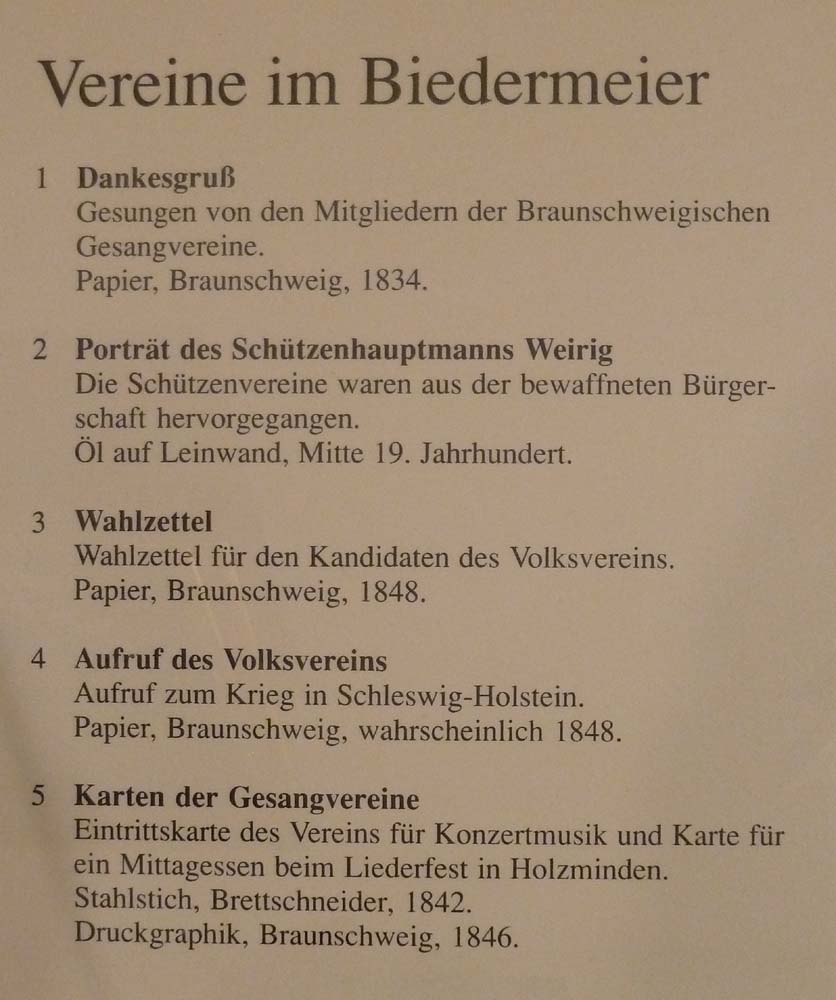 Vereine im Biedermeier
1 Dankesgruß
Gesungen von den Mitgliedern der Braunschweigischen
Gesangvereine.
Papier, Braunschweig, 1834.
2 Porträt des Schützenhauptmanns Weirig
Die Schützenvereine waren aus der bewaffneten Bürger-
schaft hervorgegangen.
Öl auf Leinwand, Mitte 19. Jahrhundert.
3 Wahlzettel
Wahlzettel für den Kandidaten des Volksvereins.
Papier, Braunschweig, 1848.
4 Aufruf des Volksvereins
Aufruf zum Krieg in Schleswig-Holstein.
Papier, Braunschweig, wahrscheinlich 1848.
5 Karten der Gesangvereine
Eintrittskarte des Vereins für Konzertmusik und Karte für
ein Mittagessen beim Liederfest in Holzminden.
Stahlstich, Brettschneider, 1842.
Druckgraphik, Braunschweig, 1846.